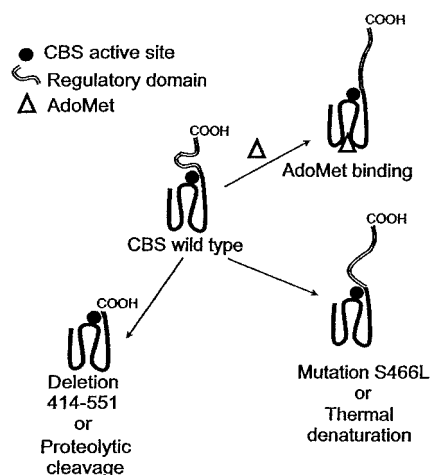 COOH
CBS active site
Regulatory domain
AdoMet
COOH
AdoMet binding
CBS wild type
COOH
COOH
Deletion
414-551
or
Proteolytic
cleavage
Mutation S466L
or
Thermal
denaturation